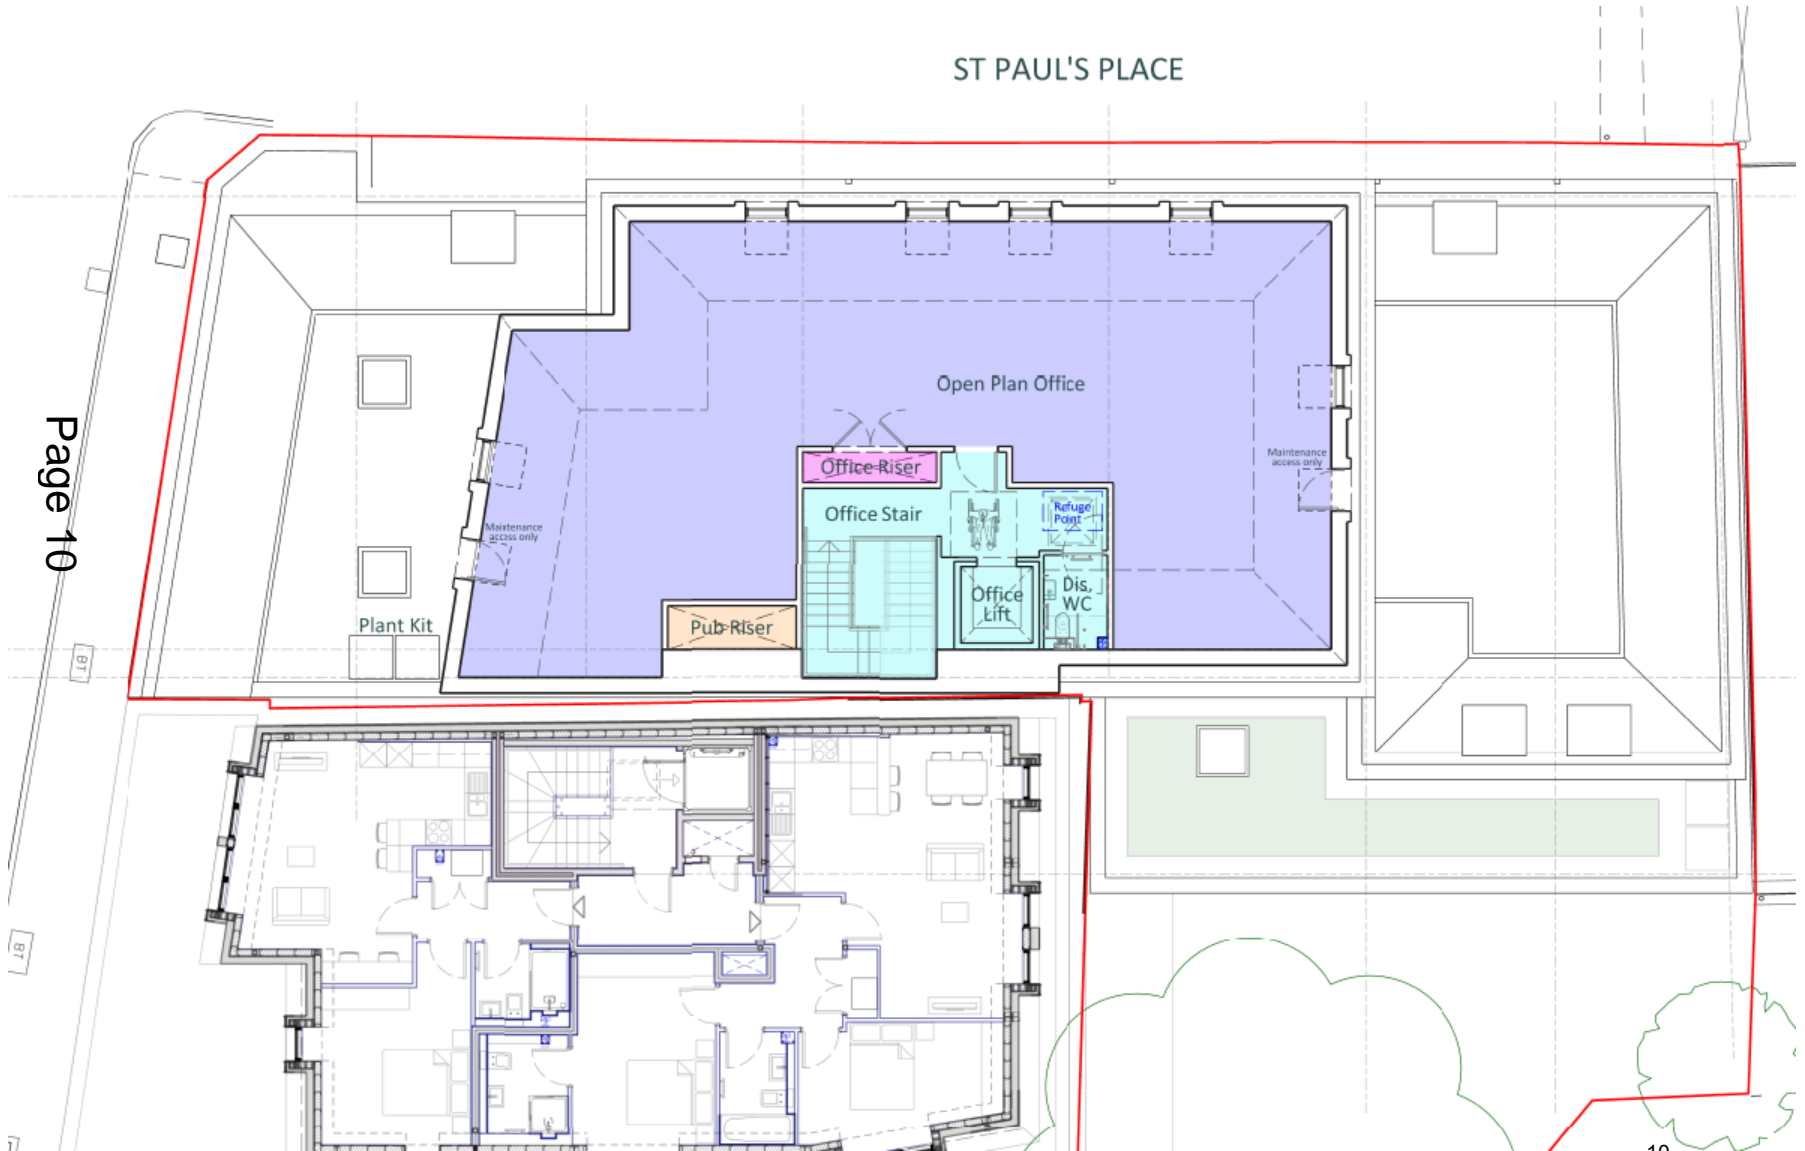 ST PAUL'S PLACE
Page 10
Open Plan Office
Maintenance
access only
Office Riser
Office Stair
Refuge
Point
Maintenance
access only
Office
Lift
Dis.
WC
Plant Kit
Pub Riser
BT
BT
10